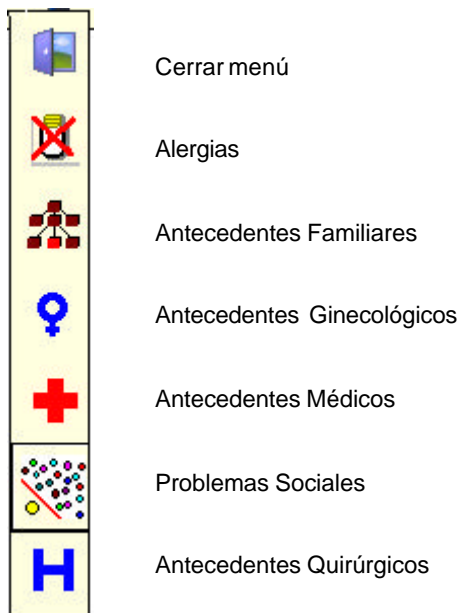 Cerrar menú
Alergias
Antecedentes Familiares
Antecedentes Ginecológicos
Antecedentes Médicos
Problemas Sociales
H Antecedentes Quirúrgicos